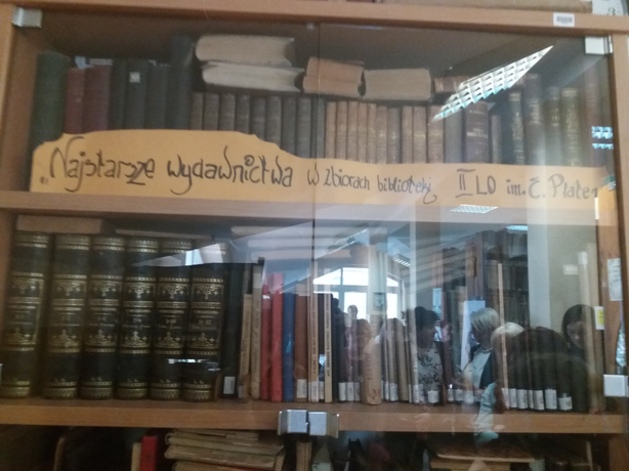 Najstarsze wydawnictwa w zbiorach biblioteki II LO im. E. Plater